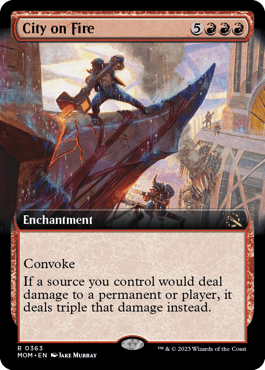 City on Fire 5
Enchantment
Convoke
If a source you control would deal
damage to a permanent or player, it
deals triple that damage instead.
R 0363
MOM • EN JAKE MURRAY ™ & © 2023 Wizards of the Coast